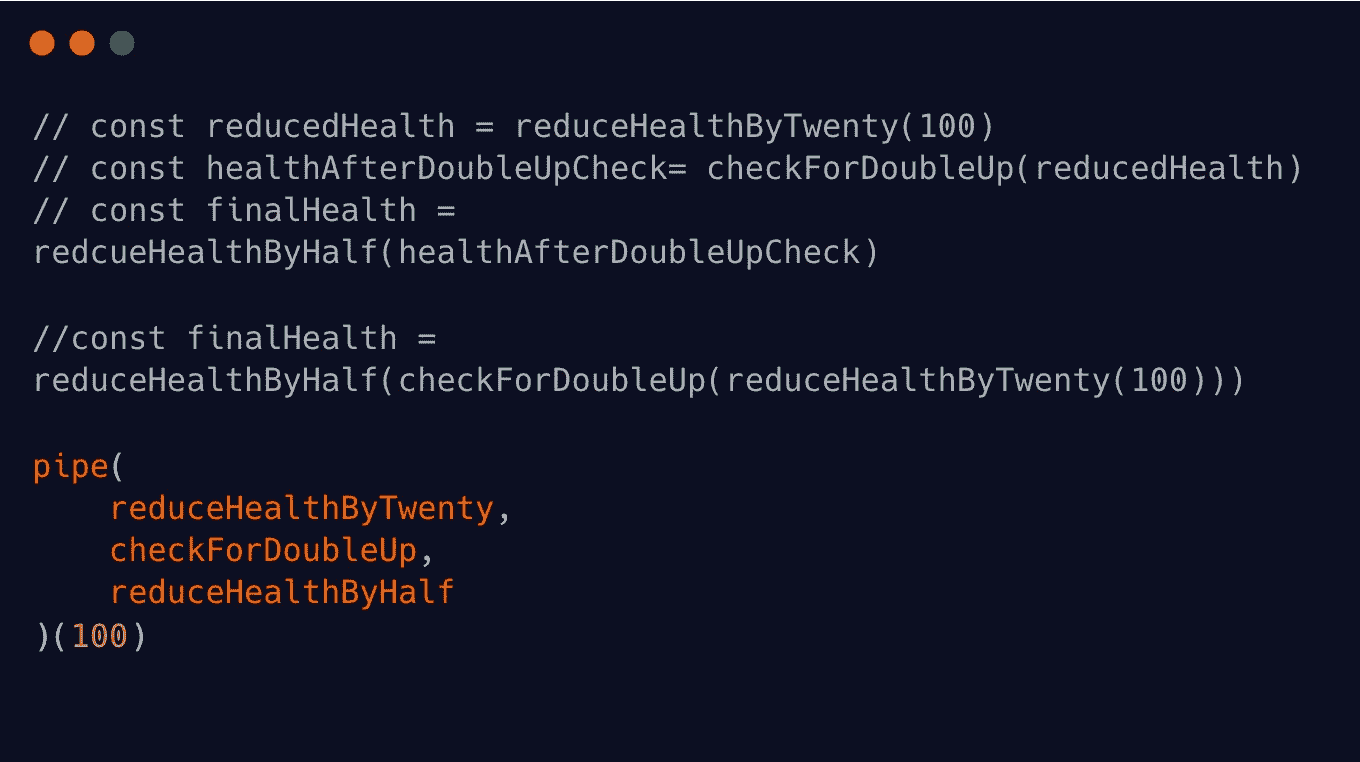 // const reducedHealth = reduceHealthByTwenty(100)
// const healthAfterDoubleUpCheck= checkForDoubleUp(reducedHealth)
// const finalHealth =
redcueHealthByHalf(healthAfterDoubleUpCheck)
//const finalHealth =
reduceHealthByHalf(checkForDoubleUp(reduceHealthByTwenty(100)))
pipe(
    reduceHealthByTwenty,
    checkForDoubleUp,
    reduceHealthByHalf
)(100)